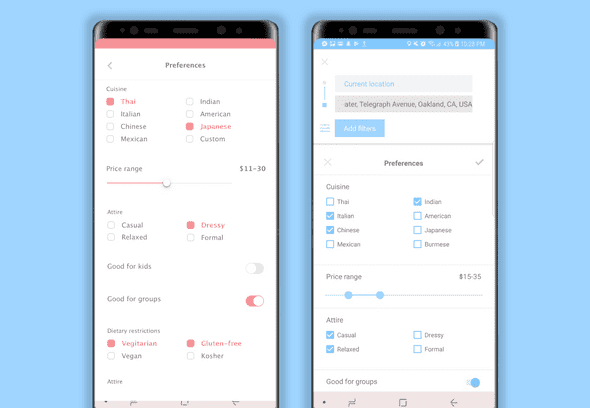 Preferences
Cuisine
Thai
Indian
Italian
American
Chinese
Japanese
Mexican
Custom
Price range
$11-30
Attire
Casual
Dressy
Relaxed
Formal
Good for kids
Good for groups
Dietary restrictions
Vegitarian
Gluten-free
Vegan
Kosher
Attire
43% 15:28 PM
Current location
ater, Telegraph Avenue, Oakland, CA, USA
Add filters
Preferences
Cuisine
Thai
Indian
Italian
American
Chinese
Japanese
Mexican
Burmese
Price range
$15-35
Attire
Casual
Dressy
Relaxed
Formal
Good for groups